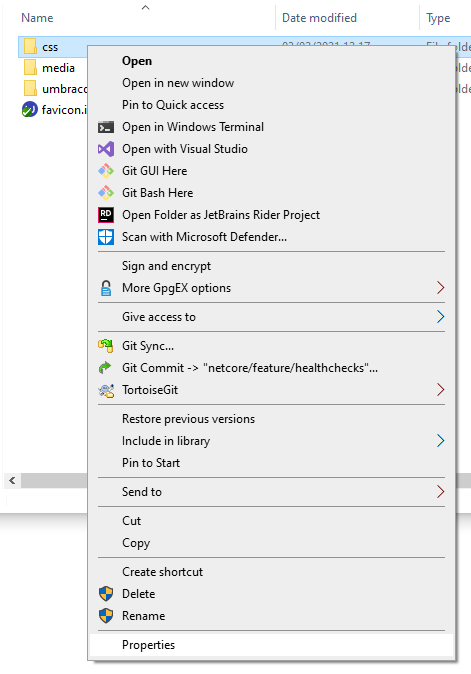 Name Date modified Type
css
media
umbraco
favicon.i
Open
Open in new window
Pin to Quick access
Open in Windows Terminal
Open with Visual Studio
Git GUI Here
Git Bash Here
RD Open Folder as JetBrains Rider Project
Scan with Microsoft Defender...
Sign and encrypt
More GpgEX options
Give access to
Git Sync...
Git Commit -> "netcore/feature/healthchecks"...
TortoiseGit
Restore previous versions
Include in library
Pin to Start
Send to
Cut
Copy
Create shortcut
Delete
Rename
Properties